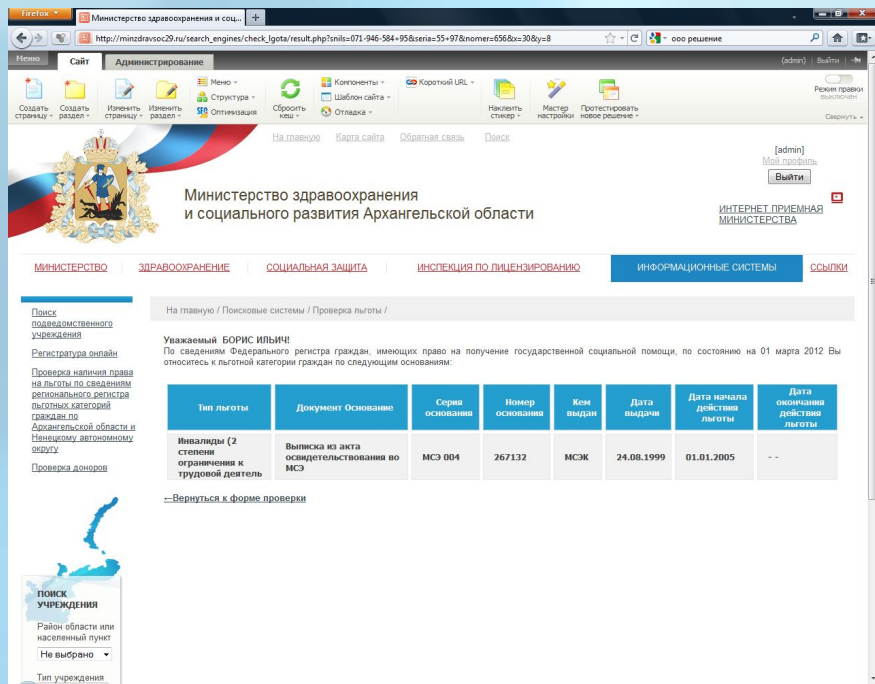 Firefox
Министерство здравоохранения и соц...
http://minzdravsoc29.ru/search_engines/check_lgota/result.php?snils=071-946-584+95&seria=55+97&nomer=656&x=30&y=8
ооо решение
Меню
Сайт
Администрирование
(admin) | Выйти
Создать страницу
Создать раздел
Изменить страницу
Изменить раздел
Меню
Структура
SEO Оптимизация
Сбросить кеш
Компоненты
Шаблон сайта
Отладка
Короткий URL
Наклеить стикер
Мастер настройки
Протестировать новое решение
Режим правки
выключен
Свернуть
На главную Карта сайта Обратная связь Поиск
[admin]
Мой профиль
Выйти
Министерство здравоохранения
и социального развития Архангельской области
ИНТЕРНЕТ ПРИЕМНАЯ
МИНИСТЕРСТВА
МИНИСТЕРСТВО
ЗДРАВООХРАНЕНИЕ
СОЦИАЛЬНАЯ ЗАЩИТА
ИНСПЕКЦИЯ ПО ЛИЦЕНЗИРОВАНИЮ
ИНФОРМАЦИОННЫЕ СИСТЕМЫ
ССЫЛКИ
Поиск
подведомственного
учреждения
Регистратура онлайн
Проверка наличия права
на льготы по сведениям
регионального регистра
льготных категорий
граждан по
Архангельской области и
Ненецкому автономному
округу
Проверка доноров
На главную / Поисковые системы / Проверка льготы /
Уважаемый БОРИС ИЛЬИЧ!
По сведениям Федерального регистра граждан, имеющих право на получение государственной социальной помощи, по состоянию на 01 марта 2012 Вы
относитесь к льготной категории граждан по следующим основаниям:
Тип льготы
Документ Основание
Серия
основания
Номер
основания
Кем
выдан
Дата
выдачи
Дата начала
действия
льготы
Дата
окончания
действия
льготы
Инвалиды (2
степени
ограничения к
трудовой деятель
Выписка из акта
освидетельствования во
МСЭ
МСЭ 004
267132
МСЭК
24.08.1999
01.01.2005
- -
←Вернуться к форме проверки
ПОИСК
УЧРЕЖДЕНИЯ
Район области или
населенный пункт
Не выбрано
Тип учреждения